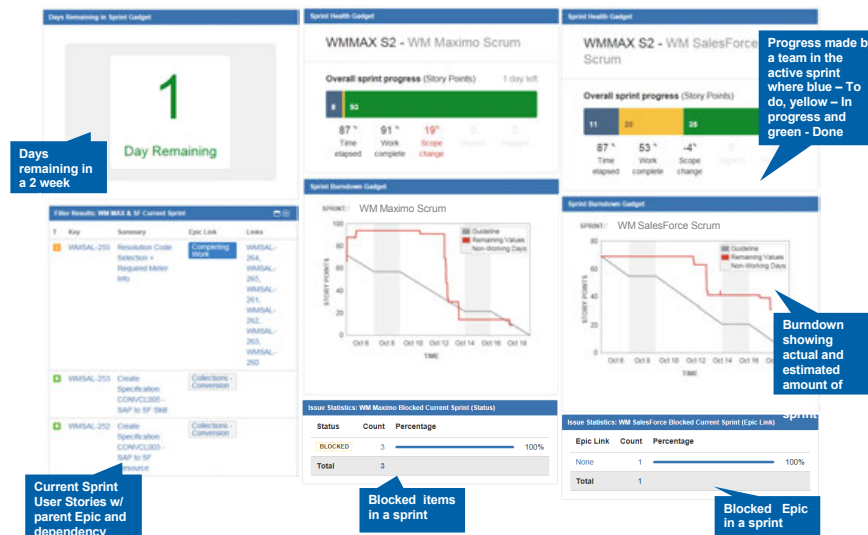 Days Remaining in Sprint Gadget
1
Day Remaining
Days
remaining in
a 2 week
Sprint Health Gadget
WMMAX S2 - WM Maximo Scrum
Overall sprint progress (Story Points)
1 day left
8 93
87 % 91 % 19%
Time Work Scope
elapsed complete change
Sprint Health Gadget
WMMAX S2 - WM SalesForce
Scrum
Overall sprint progress (Story Points)
11 20 35
87 % 53 % -4%
Time Work Scope
elapsed complete change
Progress made b
a team in the
active sprint
where blue – To
do, yellow – In
progress and
green - Done
Filter Results: WM MAX & SF Current Sprint
T Key Summary Epic Link Links
WMSAL-255 Resolution Code Selection + Required Meter Info Completing Work WMSAL-264, WMSAL-265, WMSAL-261, WMSAL-262, WMSAL-263, WMSAL-260
WMSAL-253 Create Specification CONVCL005 - SAP to SF Skill Collections - Conversion
WMSAL-252 Create Specification CONVCL003 - SAP to SF Resource Collections - Conversion
Current Sprint
User Stories w/
parent Epic and
dependency
Sprint Burndown Gadget
SPRINT: WM Maximo Scrum
Guideline
Remaining Values
Non-Working Days
STORY POINTS
100
80
60
40
20
0
Oct 6 Oct 8 Oct 10 Oct 12 Oct 14 Oct 16 Oct 18
TIME
Sprint Burndown Gadget
SPRINT: WM SalesForce Scrum
Guideline
Remaining Values
Non-Working Days
STORY POINTS
80
60
40
20
0
Oct 6 Oct 8 Oct 10 Oct 12 Oct 14 Oct 16
TIME
Burndown
showing
actual and
estimated
amount of
sprint
Issue Statistics: WM Maximo Blocked Current Sprint (Status)
Status Count Percentage
BLOCKED 3 100%
Total 3
Blocked items
in a sprint
Issue Statistics: WM SalesForce Blocked Current Sprint (Epic Link)
Epic Link Count Percentage
None 1 100%
Total 1
Blocked Epic
in a sprint